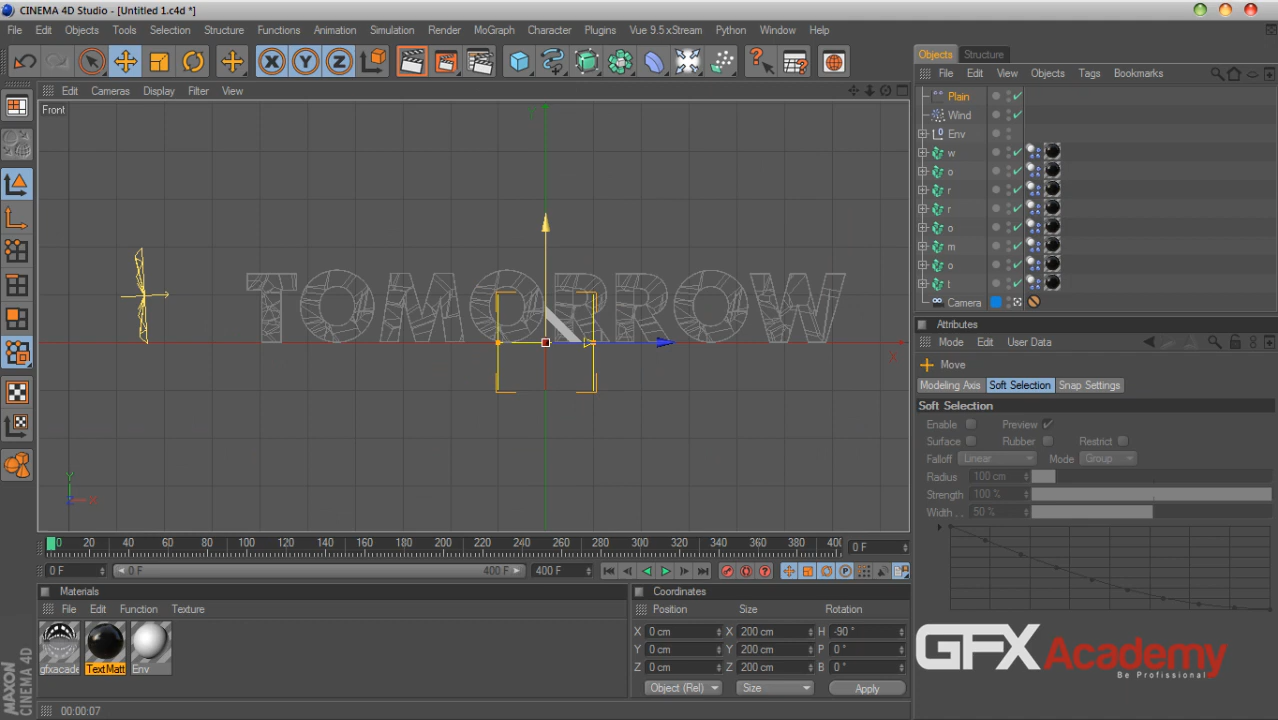 CINEMA 4D Studio - [Untitled 1.c4d *]
File Edit Objects Tools Selection Structure Functions Animation Simulation Render MoGraph Character Plugins Vue 9.5 xStream Python Window Help
X Y Z
Objects Structure
File Edit View Objects Tags Bookmarks
Edit Cameras Display Filter View
Front
Plain
Wind
Env
w
o
r
r
o
m
o
t
Camera
TOMORROW
X
Y
Z X
Attributes
Mode Edit User Data
Move
Modeling Axis Soft Selection Snap Settings
Soft Selection
Enable Preview
Surface Rubber Restrict
Falloff Linear Mode Group
Radius 100 cm
Strength 100 %
Width . . 50 %
0 20 40 60 80 100 120 140 160 180 200 220 240 260 280 300 320 340 360 380 40(
0 F
0 F 0 F 400 F 400 F
Materials
File Edit Function Texture
gfxacade TextMatt Env
Coordinates
Position Size Rotation
X 0 cm X 200 cm H -90 °
Y 0 cm Y 200 cm P 0 °
Z 0 cm Z 200 cm B 0 °
Object (Rel) Size Apply
GFXAcademy
Be Profissional
MAXON
CINEMA 4D
00:00:07